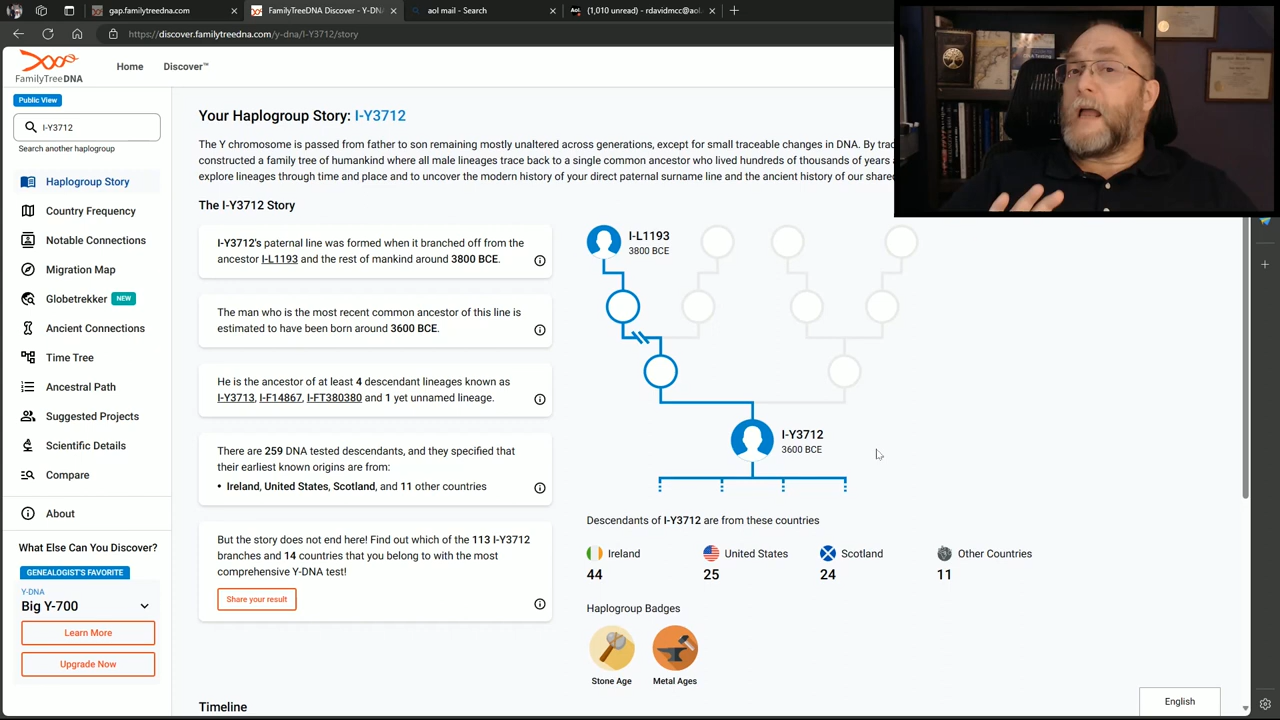 gap.familytreedna.com
FamilyTreeDNA Discover - Y-DNA
aol mail - Search
Aol.
(1,010 unread) - rdavidmcc@aol.
https://discover.familytreedna.com/y-dna/I-Y3712/story
FamilyTreeDNA
Home
Discover™
Public View
I-Y3712
Search another haplogroup
Haplogroup Story
Country Frequency
Notable Connections
Migration Map
Globetrekker
NEW
Ancient Connections
Time Tree
Ancestral Path
Suggested Projects
Scientific Details
Compare
About
What Else Can You Discover?
GENEALOGIST'S FAVORITE
Y-DNA
Big Y-700
Learn More
Upgrade Now
Your Haplogroup Story: I-Y3712
The Y chromosome is passed from father to son remaining mostly unaltered across generations, except for small traceable changes in DNA. By
constructed a family tree of humankind where all male lineages trace back to a single common ancestor who lived hundreds of thousands of years
explore lineages through time and place and to uncover the modern history of your direct paternal surname line and the ancient history of our
The I-Y3712 Story
I-Y3712's paternal line was formed when it branched off from the
ancestor I-L1193 and the rest of mankind around 3800 BCE.
The man who is the most recent common ancestor of this line is
estimated to have been born around 3600 BCE.
He is the ancestor of at least 4 descendant lineages known as
I-Y3713, I-F14867, I-FT380380 and 1 yet unnamed lineage.
There are 259 DNA tested descendants, and they specified that
their earliest known origins are from:
• Ireland, United States, Scotland, and 11 other countries
But the story does not end here! Find out which of the 113 I-Y3712
branches and 14 countries that you belong to with the most
comprehensive Y-DNA test!
Share your result
I-L1193
3800 BCE
I-Y3712
3600 BCE
Descendants of I-Y3712 are from these countries
Ireland
United States
Scotland
Other Countries
44
25
24
11
Haplogroup Badges
Stone Age
Metal Ages
Timeline
English